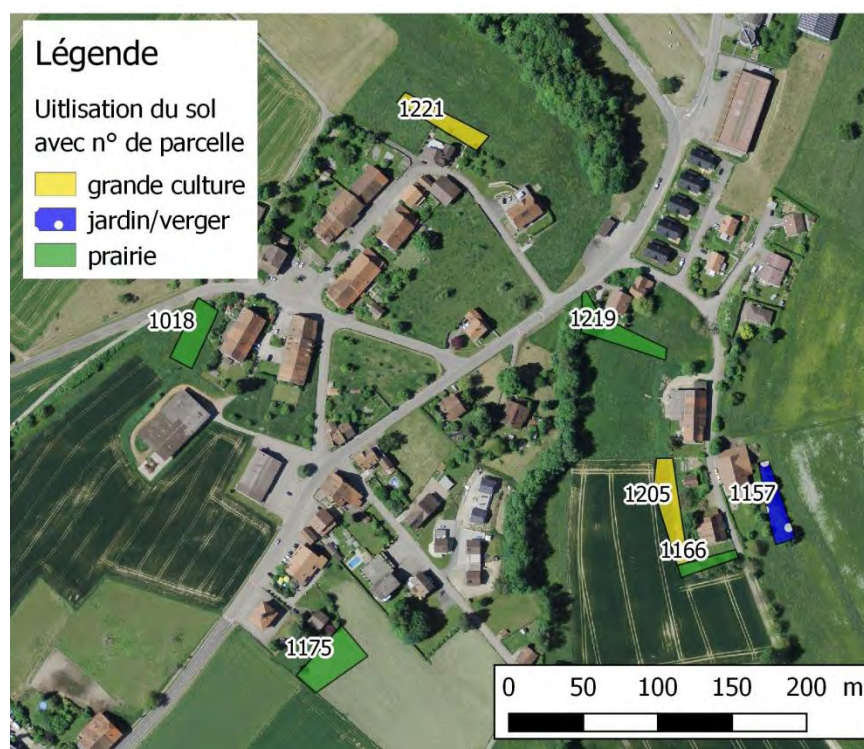 Légende
Uitlisation du sol
avec n° de parcelle
grande culture
jardin/verger
prairie
1221
1018
1219
1205
1157
1166
1175
0 50 100 150 200 m